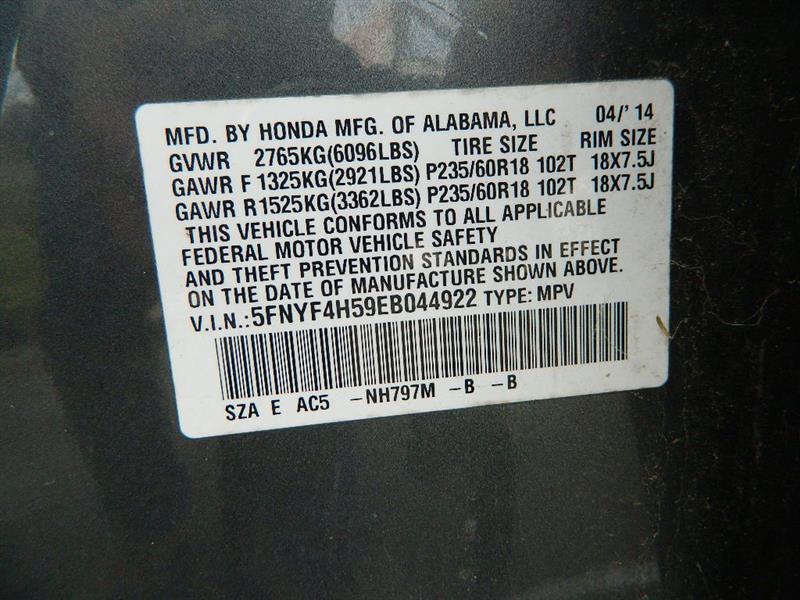 MFD. BY HONDA MFG. OF ALABAMA, LLC 04/'14
GVWR 2765KG(6096LBS) TIRE SIZE RIM SIZE
GAWR F 1325KG(2921LBS) P235/60R18 102T 18X7.5J
GAWR R1525KG(3362LBS) P235/60R18 102T 18X7.5J
THIS VEHICLE CONFORMS TO ALL APPLICABLE
FEDERAL MOTOR VEHICLE SAFETY
AND THEFT PREVENTION STANDARDS IN EFFECT
ON THE DATE OF MANUFACTURE SHOWN ABOVE.
V.I.N.:5FNYF4H59EB044922 TYPE: MPV
SZA E AC5 -NH797M -B -B